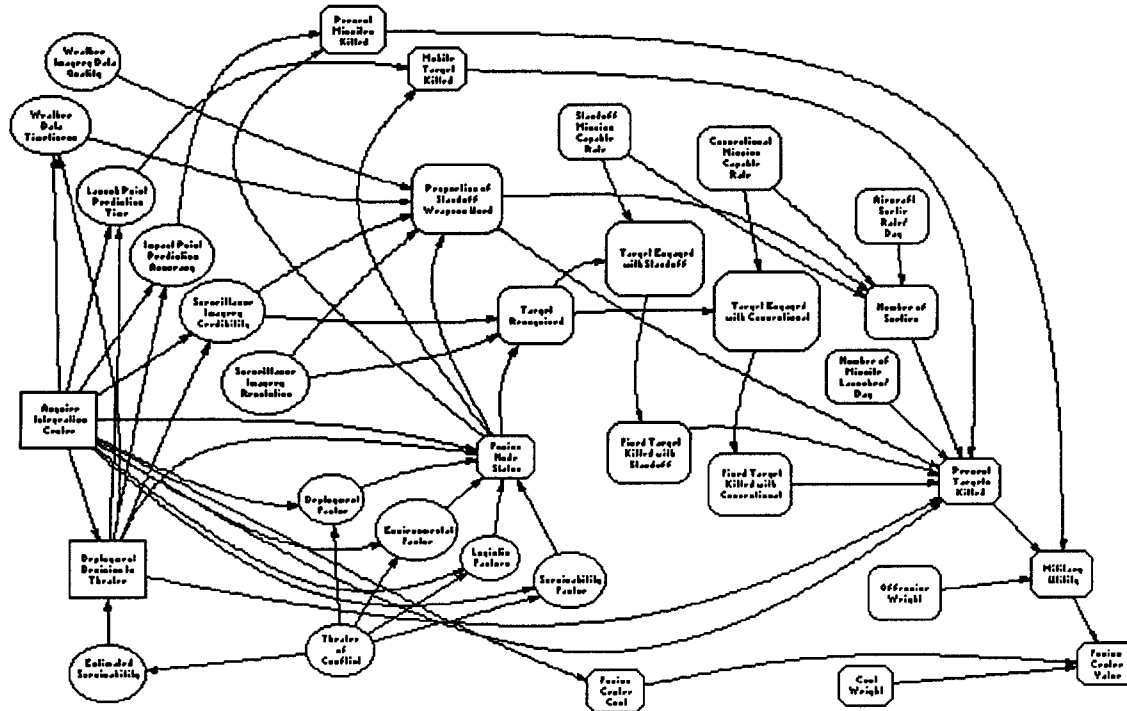 Percent
Missiles
Killed
Weather
Imagery Data
Quality
Mobile
Target
Killed
Weather
Data
Timeliness
Standoff
Mission
Capable
Rate
Conventional
Mission
Capable
Rate
Launch Point
Prediction
Time
Proportion of
Standoff
Weapons Used
Aircraft
Sortie
Rate/
Day
Impact Point
Prediction
Accuracy
Target Engaged
with Standoff
Surveillance
Imagery
Credibility
Target
Recognized
Target Engaged
with Conventional
Number of
Sorties
Surveillance
Imagery
Resolution
Number of
Missile
Launches/
Day
Acquire
Integration
Center
Fusion
Node
Status
Fixed Target
Killed with
Standoff
Fixed Target
Killed with
Conventional
Percent
Targets
Killed
Deployment
Factor
Environmental
Factor
Deployment
Decision to
Theater
Logistics
Factors
Survivability
Factor
Military
Utility
Offensive
Weight
Theater
of
Conflict
Estimated
Survivability
Fusion
Center
Cost
Cost
Weight
Fusion
Center
Value